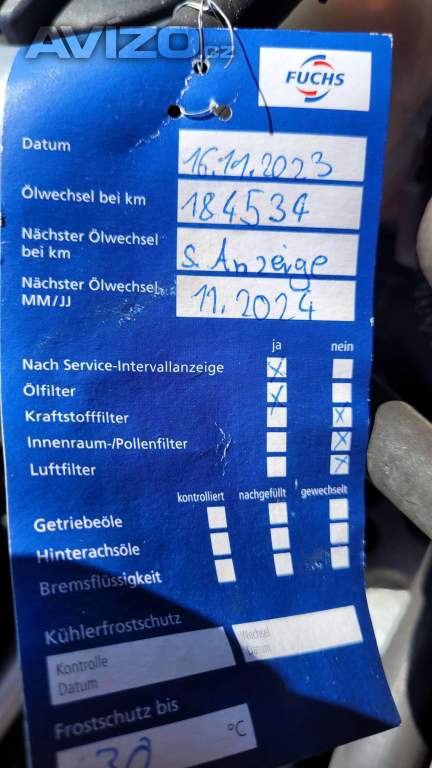 AVÍZO.CZ
FUCHS
Datum 16.11.2023
Ölwechsel bei km 184534
Nächster Ölwechsel
bei km s. Anzeige
Nächster Ölwechsel
MM/JJ 11.2024
ja nein
Nach Service-Intervallanzeige X
Ölfilter X
Kraftstofffilter X
Innenraum-/Pollenfilter X
Luftfilter X
kontrolliert nachgefüllt gewechselt
Getriebeöle
Hinterachsöle
Bremsflüssigkeit
Kühlerfrostschutz
Kontrolle Wechsel
Datum Datum
Frostschutz bis
-30 °C